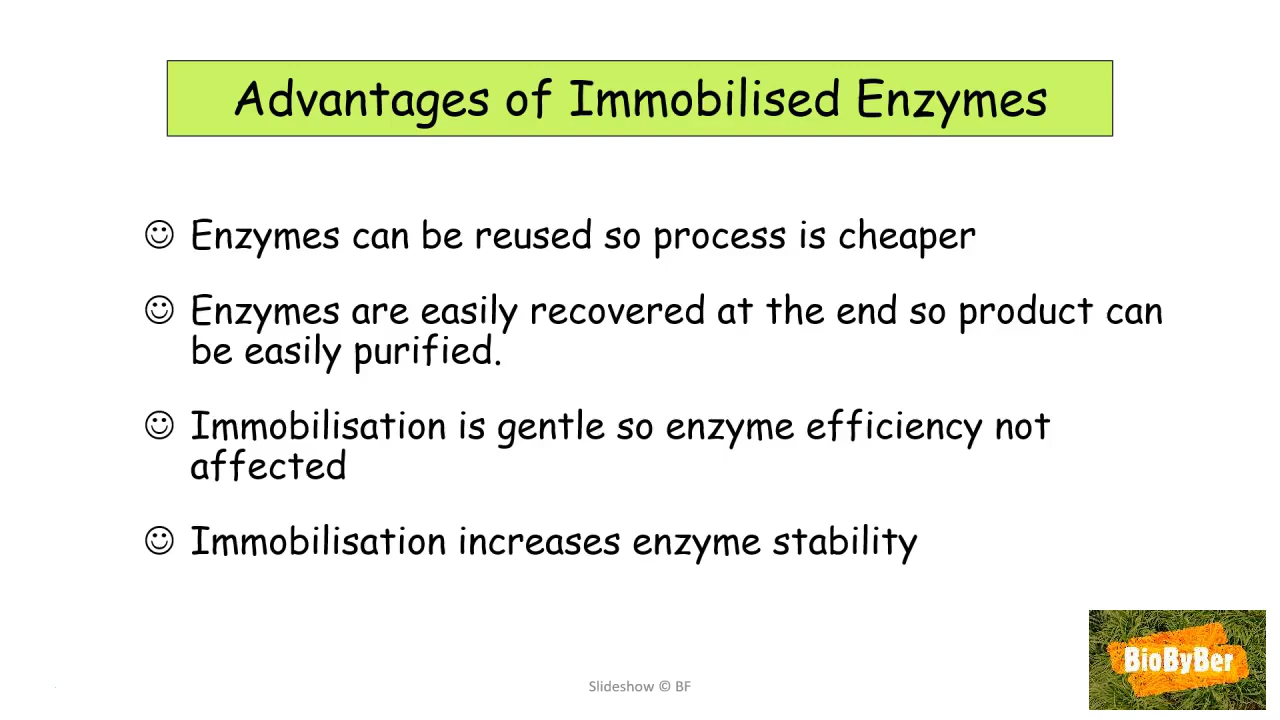 Advantages of Immobilised Enzymes
☺ Enzymes can be reused so process is cheaper
☺ Enzymes are easily recovered at the end so product can
be easily purified.
☺ Immobilisation is gentle so enzyme efficiency not
affected
☺ Immobilisation increases enzyme stability
BioByBer
Slideshow © BF